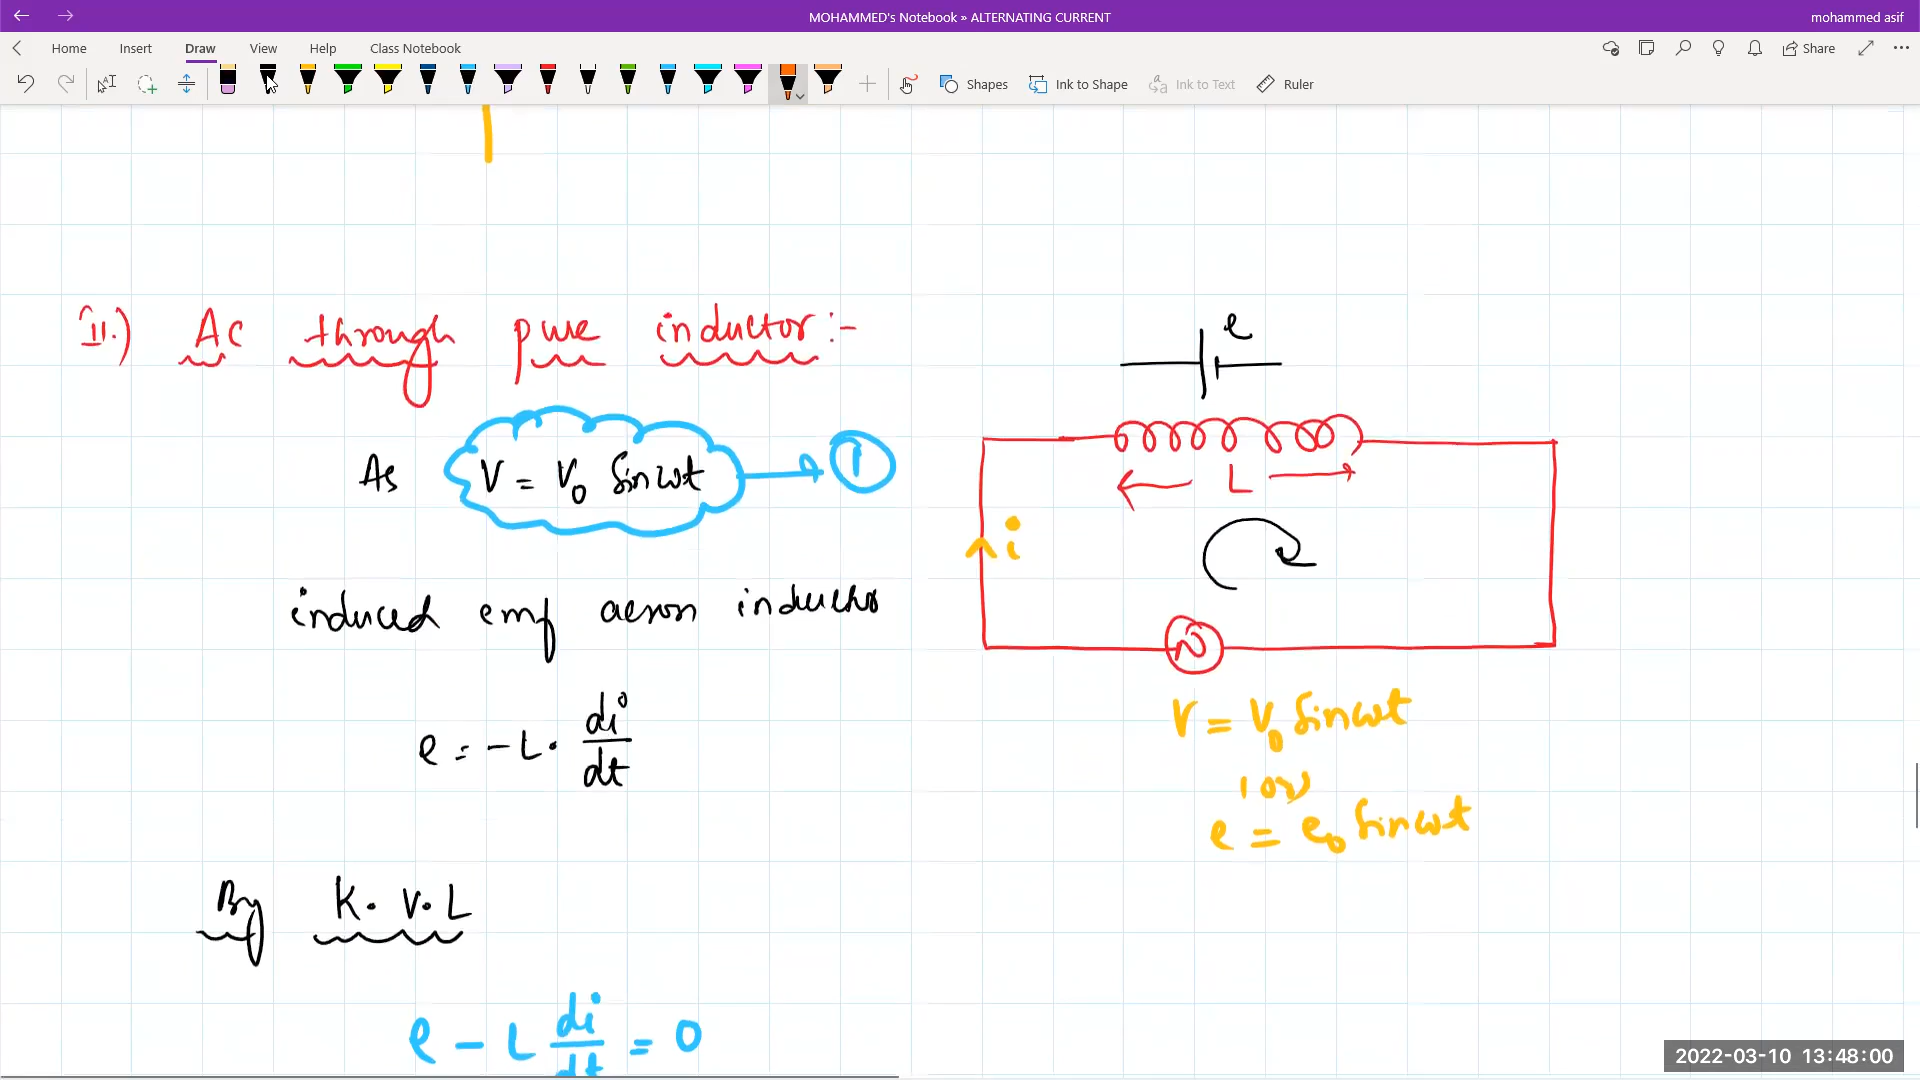 MOHAMMED's Notebook » ALTERNATING CURRENT
mohammed asif
Home Insert Draw View Help Class Notebook
Share
Shapes Ink to Shape Ink to Text Ruler
II.) AC through pure inductor :-
As V = V₀ Sinωt → ①
induced emf across inductor
e = -L · di/dt
By K. V. L
e - L di/dt = 0
e
L
i
V = V₀ Sinωt
(or)
e = e₀ Sinωt
2022-03-10 13:48:00